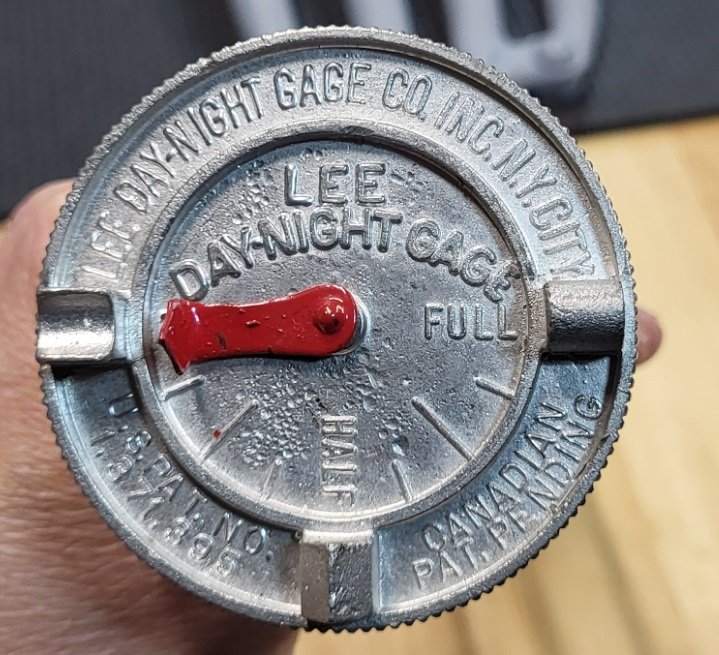 LEE DAY-NIGHT GAGE CO. INC. N.Y. CITY
LEE
DAY-NIGHT GAGE
FULL
HALF
U.S. PAT. NO.
1,371,395
CANADIAN
PAT. PENDING